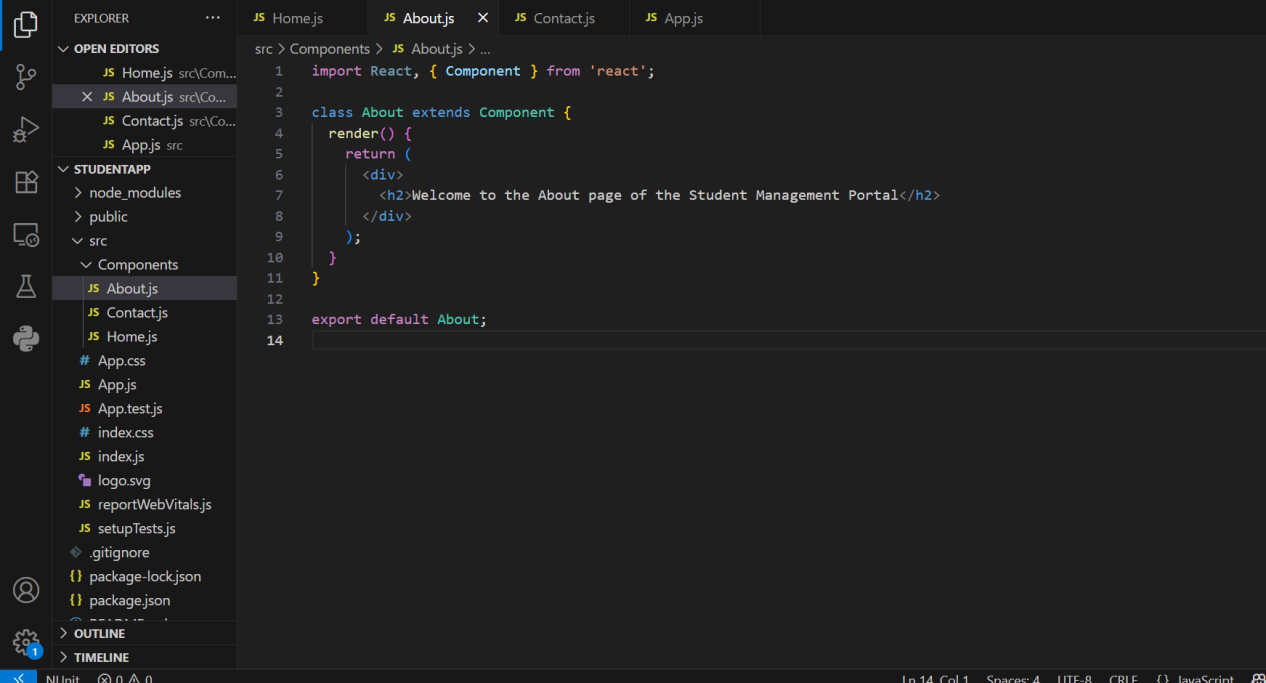 EXPLORER
OPEN EDITORS
JS Home.js src\Com...
JS About.js src\Co...
JS Contact.js src\Co...
JS App.js src
STUDENTAPP
node_modules
public
src
Components
JS About.js
JS Contact.js
JS Home.js
# App.css
JS App.js
JS App.test.js
# index.css
JS index.js
logo.svg
JS reportWebVitals.js
JS setupTests.js
.gitignore
{} package-lock.json
{} package.json
OUTLINE
TIMELINE
1
JS Home.js
JS About.js
JS Contact.js
JS App.js
src > Components > JS About.js > ...
1 import React, { Component } from 'react';
2
3 class About extends Component {
4 render() {
5 return (
6 <div>
7 <h2>Welcome to the About page of the Student Management Portal</h2>
8 </div>
9 );
10 }
11 }
12
13 export default About;
14
NUnit 0 0
Ln 14, Col 1 Spaces: 4 UTF-8 CRLF {} JavaScript